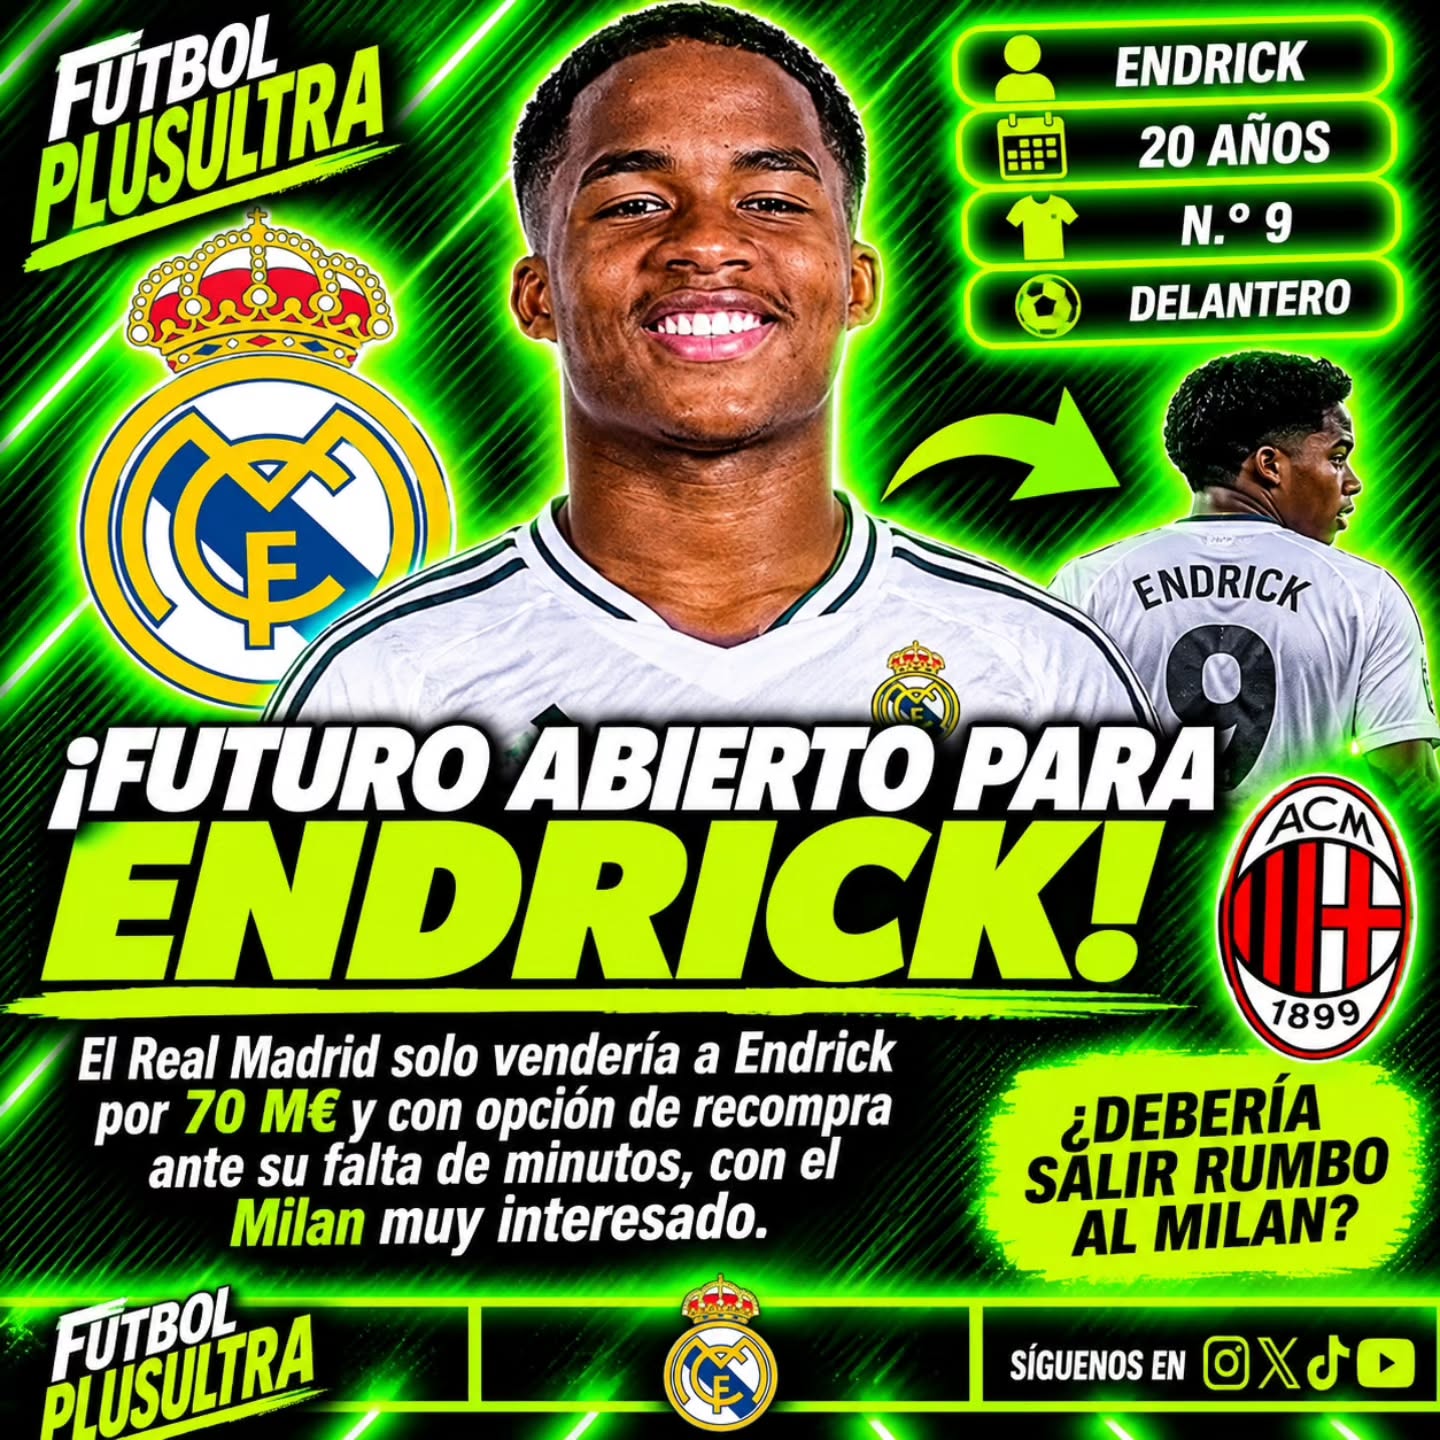 FÚTBOL
PLUSULTRA
ENDRICK
20 AÑOS
N.º 9
DELANTERO
ENDRICK
9
¡FUTURO ABIERTO PARA
ENDRICK!
ACM
1899
El Real Madrid solo vendería a Endrick
por 70 M€ y con opción de recompra
ante su falta de minutos, con el
Milan muy interesado.
¿DEBERÍA
SALIR RUMBO
AL MILAN?
FÚTBOL
PLUSULTRA
SÍGUENOS EN